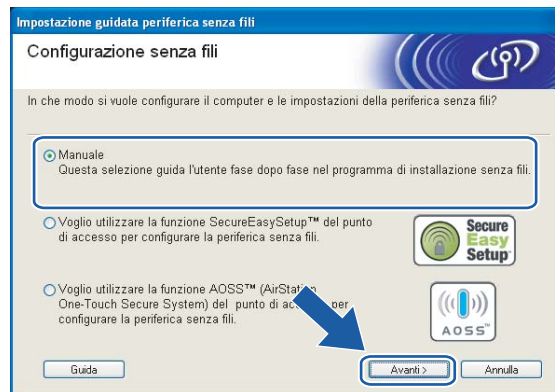 Impostazione guidata periferica senza fili
Configurazione senza fili
In che modo si vuole configurare il computer e le impostazioni della periferica senza fili?
Manuale
Questa selezione guida l'utente fase dopo fase nel programma di installazione senza fili.
Voglio utilizzare la funzione SecureEasySetup™ del punto
di accesso per configurare la periferica senza fili.
Secure
Easy
Setup™
Voglio utilizzare la funzione AOSS™ (AirStation
One-Touch Secure System) del punto di per
configurare la periferica senza fili.
AOSS™
Guida
Avanti >
Annulla